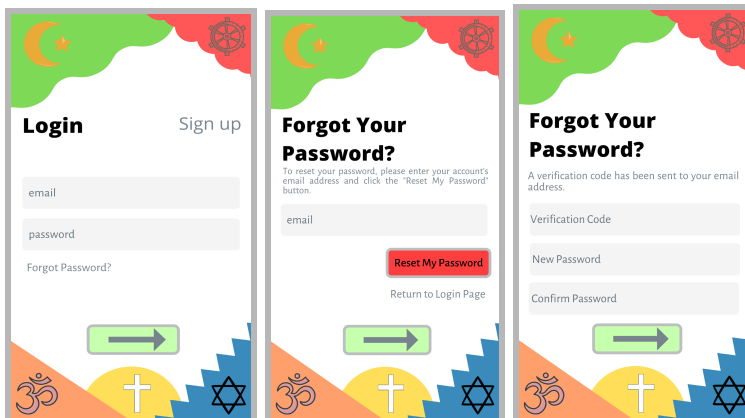 Login
Sign up
email
password
Forgot Password?
Forgot Your
Password?
To reset your password, please enter your account's
email address and click the "Reset My Password"
button.
email
Reset My Password
Return to Login Page
Forgot Your
Password?
A verification code has been sent to your email
address.
Verification Code
New Password
Confirm Password